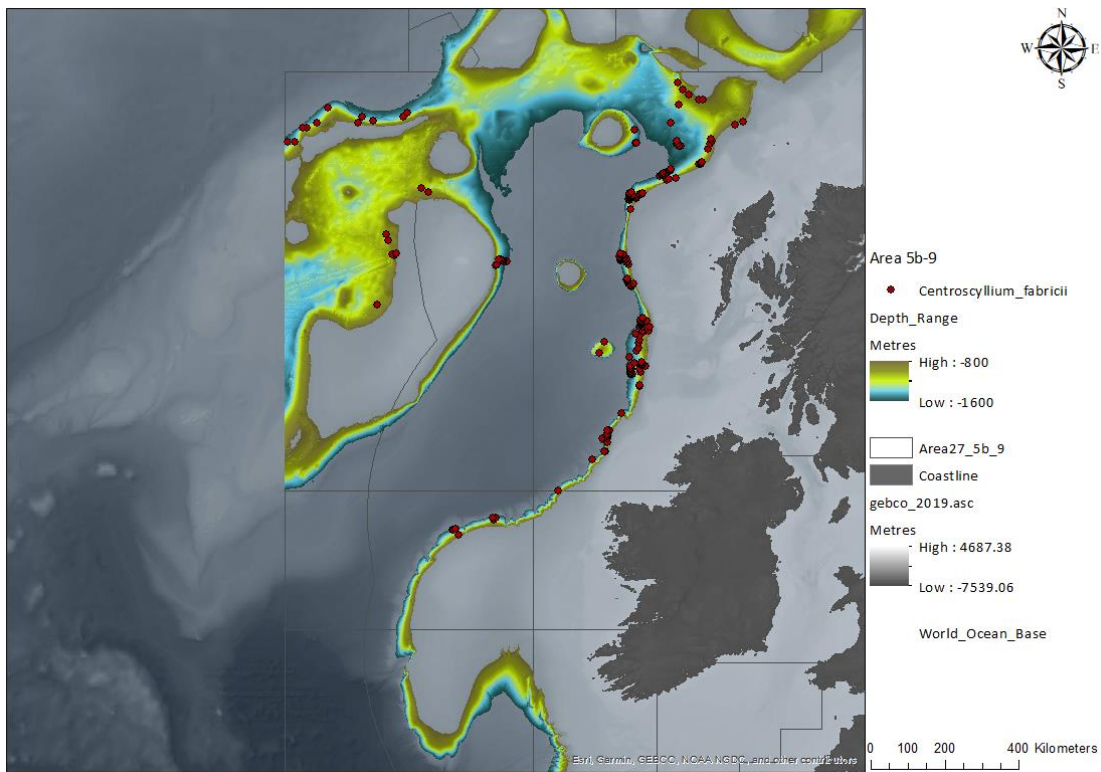 N
W E
S
Area 5b-9
Centroscyllium_fabricii
Depth_Range
Metres
High : -800
Low : -1600
Area27_5b_9
Coastline
gebco_2019.asc
Metres
High : 4687.38
Low : -7539.06
World_Ocean_Base
0 100 200 400 Kilometers
Esri, Garmin, GEBCO, NOAA NGDC, and other contributors